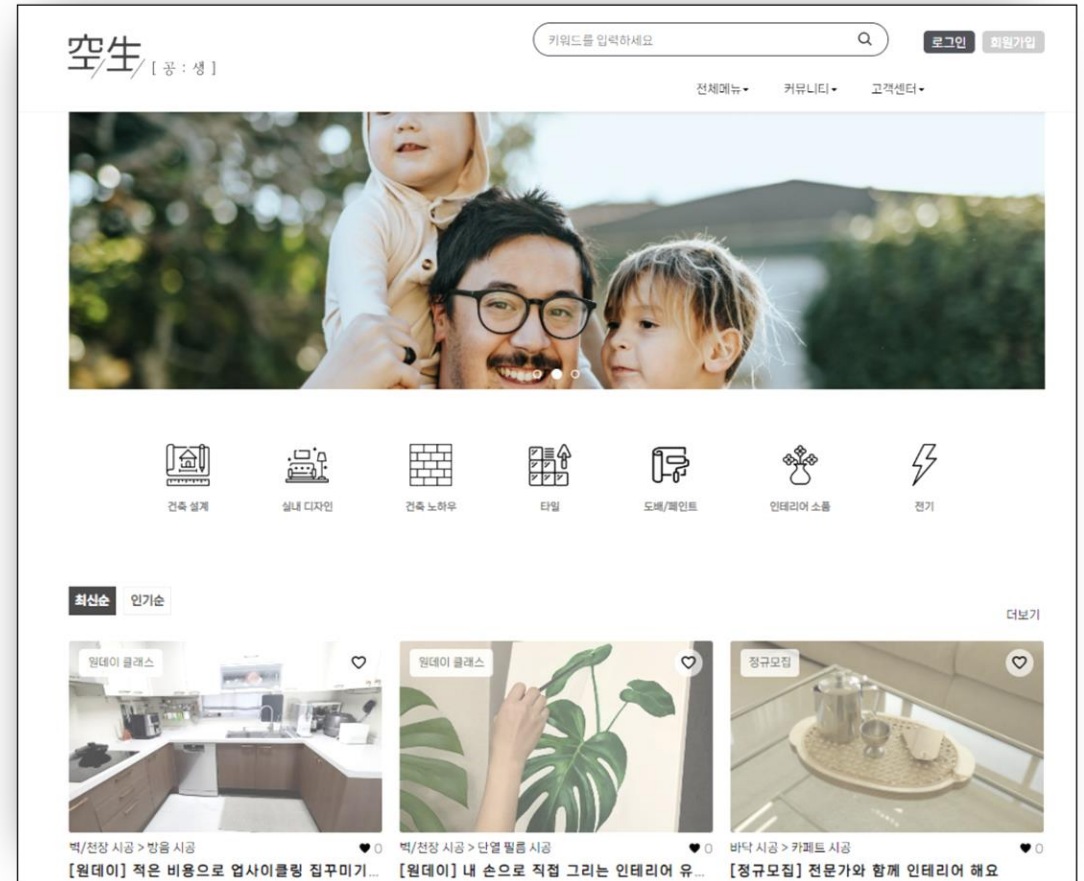 空/生/ [ 공 : 생 ]
키워드를 입력하세요
로그인 회원가입
전체메뉴 커뮤니티 고객센터
건축 설계 실내 디자인 건축 노하우 타일 도배/페인트 인테리어 소품 전기
최신순 인기순
더보기
원데이 클래스 원데이 클래스 정규모집
벽/천장 시공 > 방음 시공 0 벽/천장 시공 > 단열 필름 시공 0 바닥 시공 > 카페트 시공 0
[원데이] 적은 비용으로 업사이클링 집꾸미기... [원데이] 내 손으로 직접 그리는 인테리어 유... [정규모집] 전문가와 함께 인테리어 해요